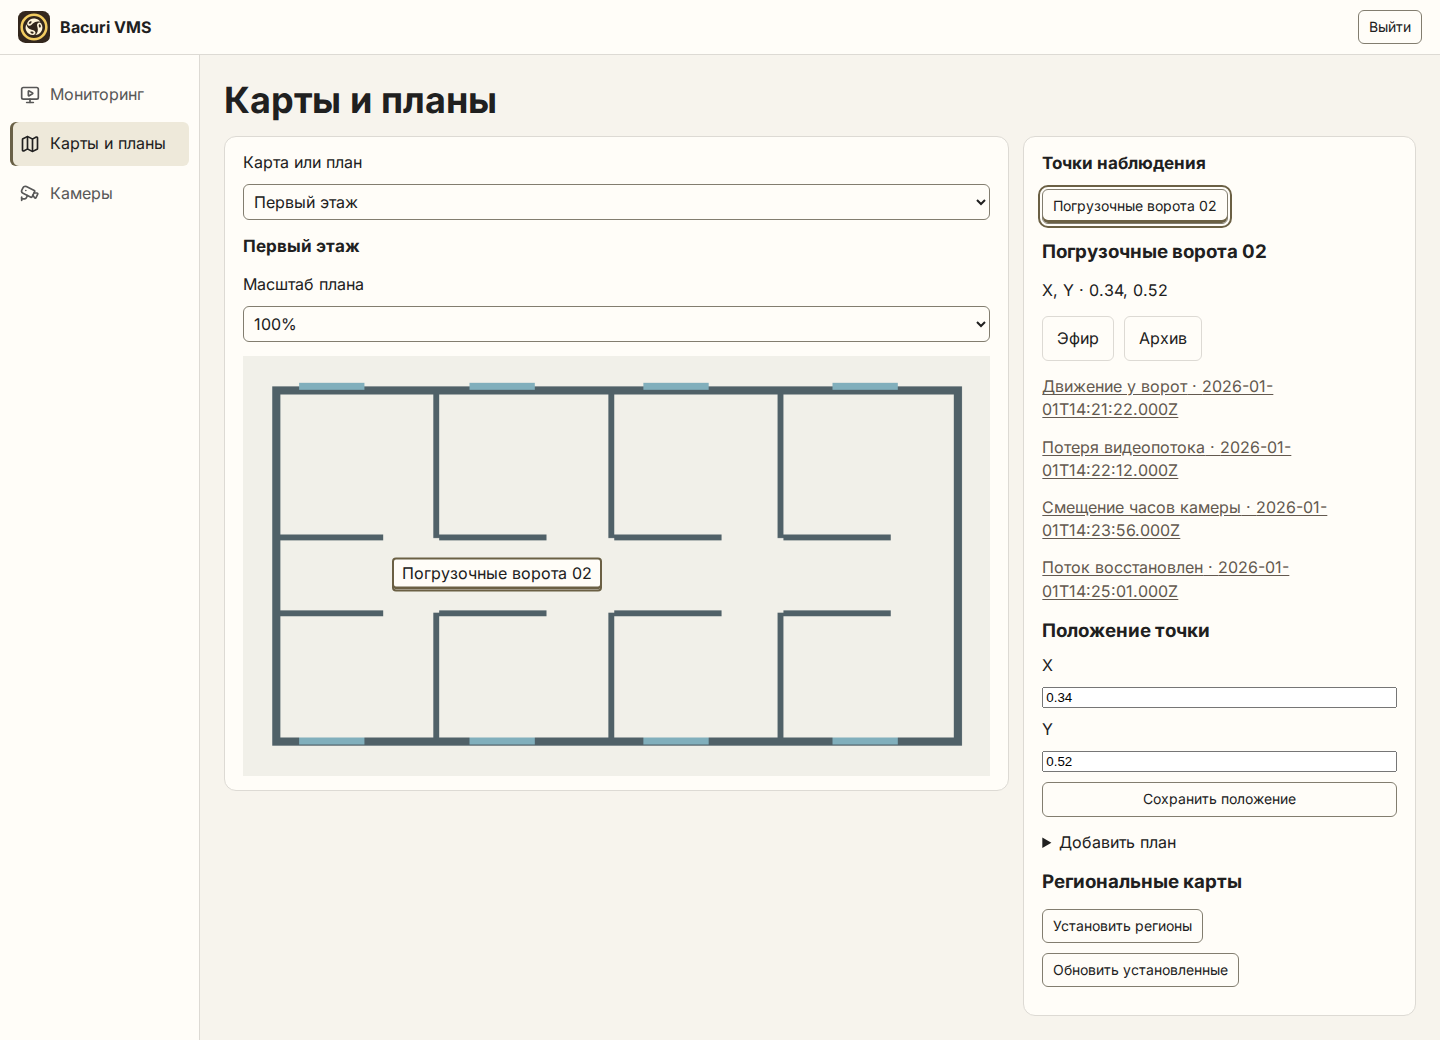 Bacuri VMS
Выйти
Мониторинг
Карты и планы
Камеры
Карты и планы
Карта или план
Первый этаж
Первый этаж
Масштаб плана
100%
Погрузочные ворота 02
Точки наблюдения
Погрузочные ворота 02
Погрузочные ворота 02
X, Y · 0.34, 0.52
Эфир
Архив
Движение у ворот · 2026-01-
01T14:21:22.000Z
Потеря видеопотока · 2026-01-
01T14:22:12.000Z
Смещение часов камеры · 2026-01-
01T14:23:56.000Z
Поток восстановлен · 2026-01-
01T14:25:01.000Z
Положение точки
X
0.34
Y
0.52
Сохранить положение
Добавить план
Региональные карты
Установить регионы
Обновить установленные